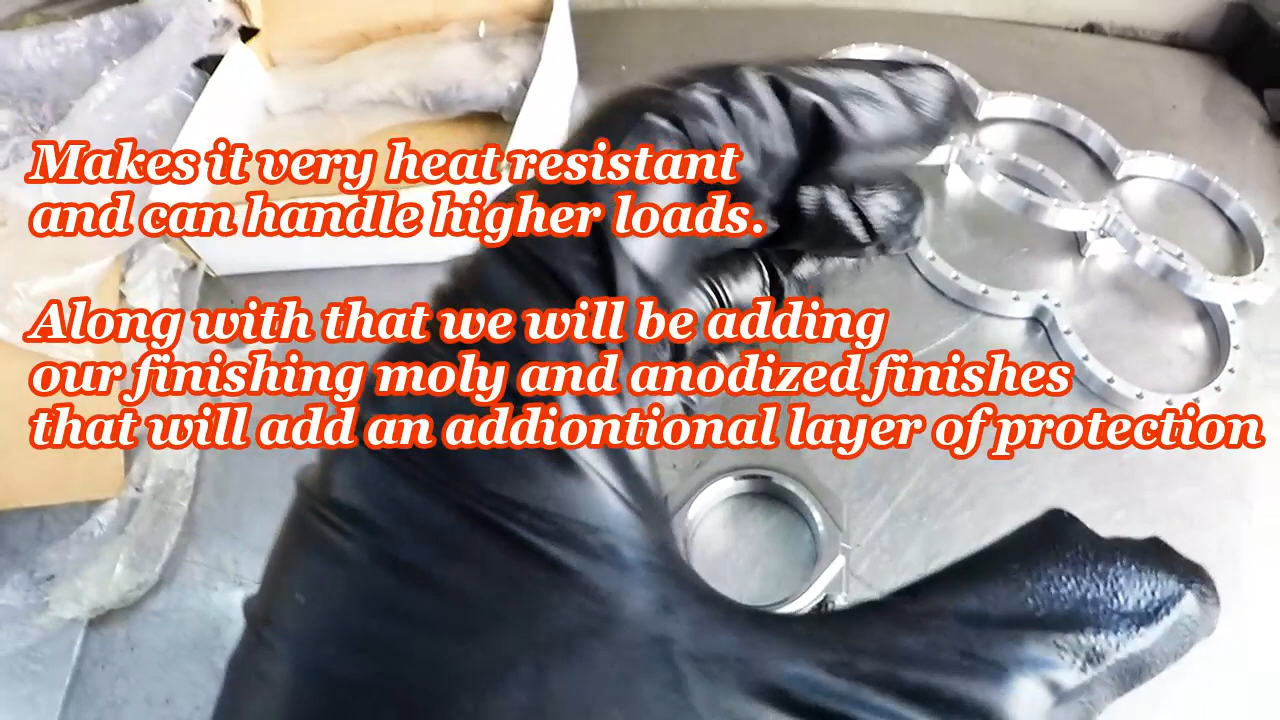 Makes it very heat resistant
and can handle higher loads.
Along with that we will be adding
our finishing moly and anodized finishes
that will add an addiontional layer of protection